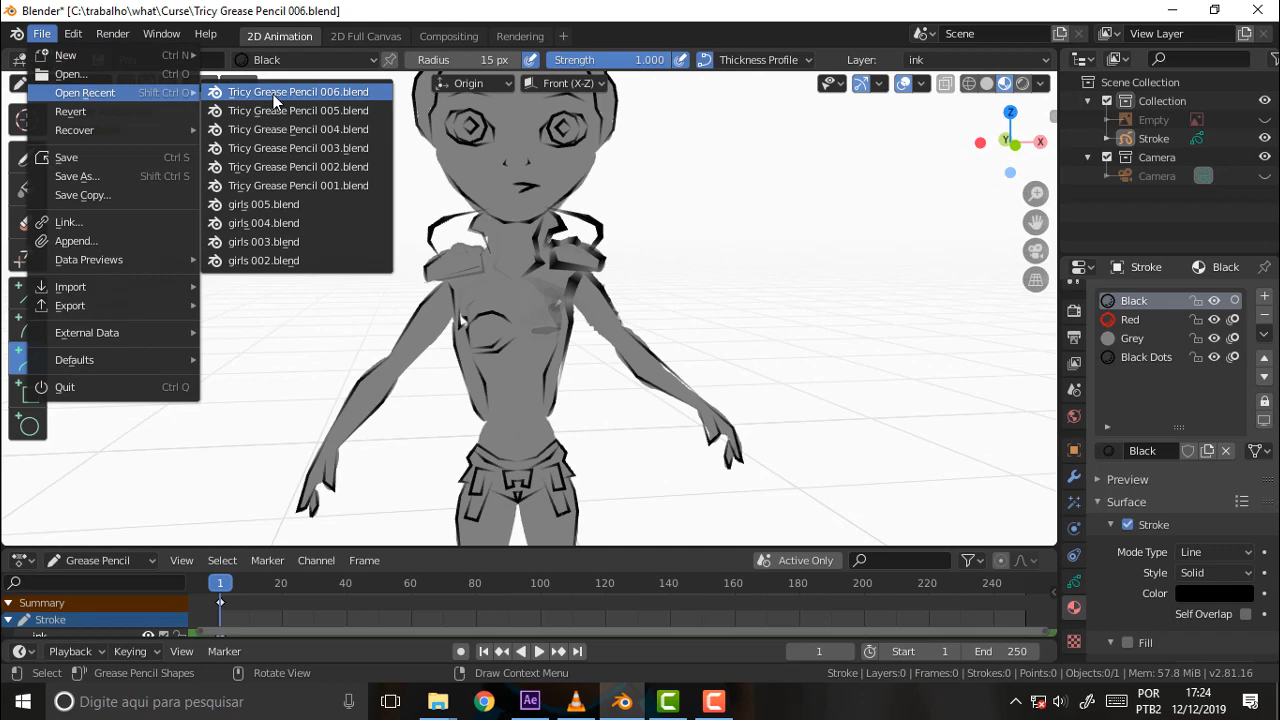 Blender* [C:\trabalho\what\Curse\Tricy Grease Pencil 006.blend]
File Edit Render Window Help 2D Animation 2D Full Canvas Compositing Rendering + Scene View Layer
Black Radius 15 px Strength 1.000 Pressure Profile Layer: ink
Origin Front (X-Z)
New Ctrl N
Open... Ctrl O
Open Recent Shift Ctrl O
Revert
Recover
Save Ctrl S
Save As... Shift Ctrl S
Save Copy...
Link...
Append...
Data Previews
Import
Export
External Data
Defaults
Quit Ctrl Q
Tricy Grease Pencil 006.blend
Tricy Grease Pencil 005.blend
Tricy Grease Pencil 004.blend
Tricy Grease Pencil 003.blend
Tricy Grease Pencil 002.blend
Tricy Grease Pencil 001.blend
girls 005.blend
girls 004.blend
girls 003.blend
girls 002.blend
Z
Y X
Scene Collection
Collection
Empty
Stroke
Camera
Camera
Stroke Black
Black
Red
Grey
Black Dots
Black
Preview
Surface
Stroke
Mode Type Line
Style Solid
Color
Self Overlap
Fill
Grease Pencil View Select Marker Channel Frame Active Only
1 20 40 60 80 100 120 140 160 180 200 220 240
Summary
Stroke
ink
Playback Keying View Marker 1 Start 1 End 250
Select Grease Pencil Shapes Rotate View Draw Context Menu Stroke | Layers:0 | Frames:0 | Strokes:0 | Points:0 | Objects:0/1 | Mem: 57.8 MiB | v2.81.16
Digite aqui para pesquisar
Ae
POR
PTB2
17:24
12/12/2019